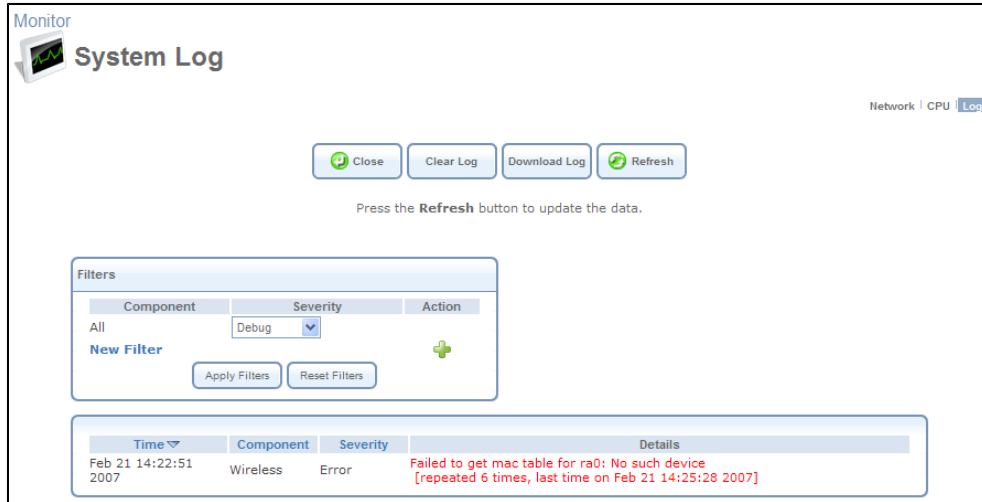 Monitor
System Log
Network | CPU | Log
Close Clear Log Download Log Refresh
Press the Refresh button to update the data.
Filters
Component Severity Action
All Debug
New Filter
Apply Filters Reset Filters
Time Component Severity Details
Feb 21 14:22:51 Wireless Error Failed to get mac table for ra0: No such device
2007 [repeated 6 times, last time on Feb 21 14:25:28 2007]